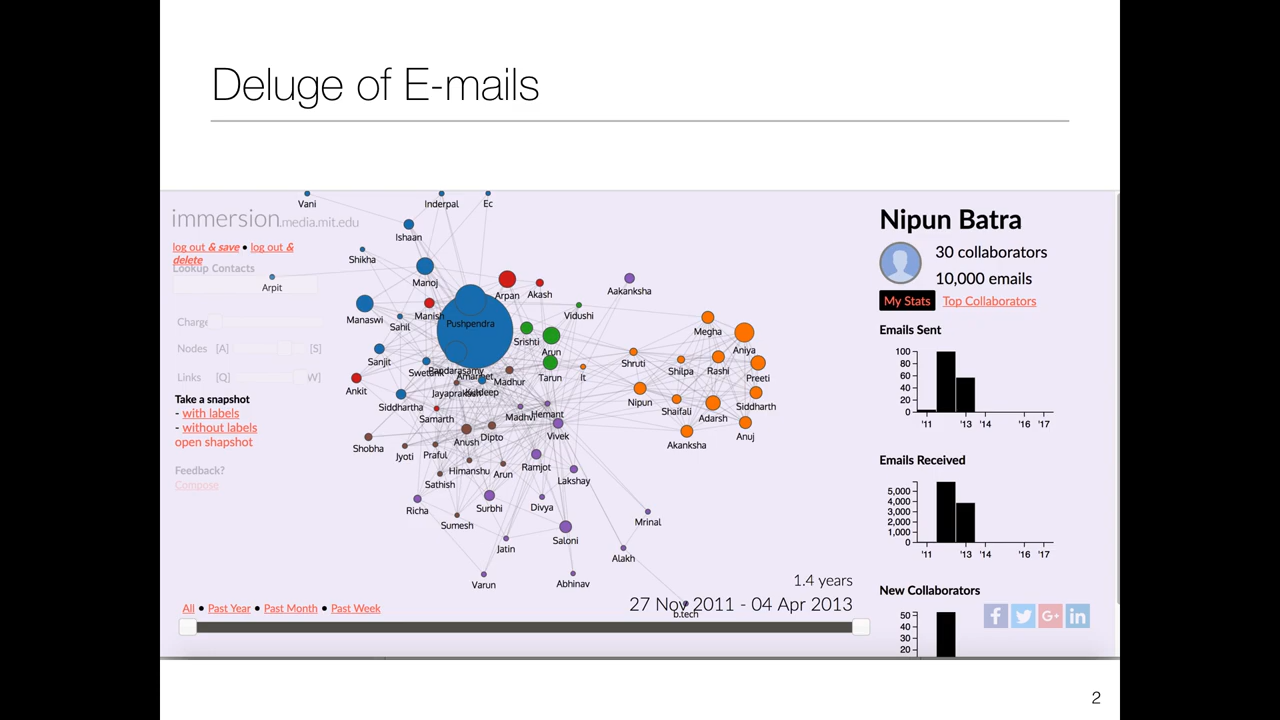 Deluge of E-mails
immersion.media.mit.edu
log out & save • log out &
delete
Lookup Contacts
Arpit
Charge
Nodes [A] [S]
Links [Q] W]
Take a snapshot
- with labels
- without labels
open shapshot
Feedback?
Compose
Vani
Inderpal
Ec
Ishaan
Shikha
Manoj
Arpan
Akash
Aakanksha
Manaswi
Sahil
Manish
Pushpendra
Vidushi
Srishti
Arun
Megha
Aniya
Sanjit
Swetank
Pandarasamy
Amarjeet
Tarun
It
Shruti
Shilpa
Rashi
Preeti
Ankit
Jayaprakash
Kuldeep
Madhur
Siddhartha
Samarth
Madhvi
Hemant
Nipun
Shaifali
Adarsh
Siddharth
Shobha
Jyoti
Praful
Anush
Dipto
Vivek
Akanksha
Anuj
Sathish
Himanshu
Arun
Ramjot
Lakshay
Richa
Sumesh
Surbhi
Divya
Mrinal
Jatin
Saloni
Alakh
Varun
Abhinav
b.tech
1.4 years
27 Nov 2011 - 04 Apr 2013
All • Past Year • Past Month • Past Week
Nipun Batra
30 collaborators
10,000 emails
My Stats Top Collaborators
Emails Sent
100
80
60
40
20
0
'11 '13 '14 '16 '17
Emails Received
5,000
4,000
3,000
2,000
1,000
0
'11 '13 '14 '16 '17
New Collaborators
50
40
30
20
f G+ in
2